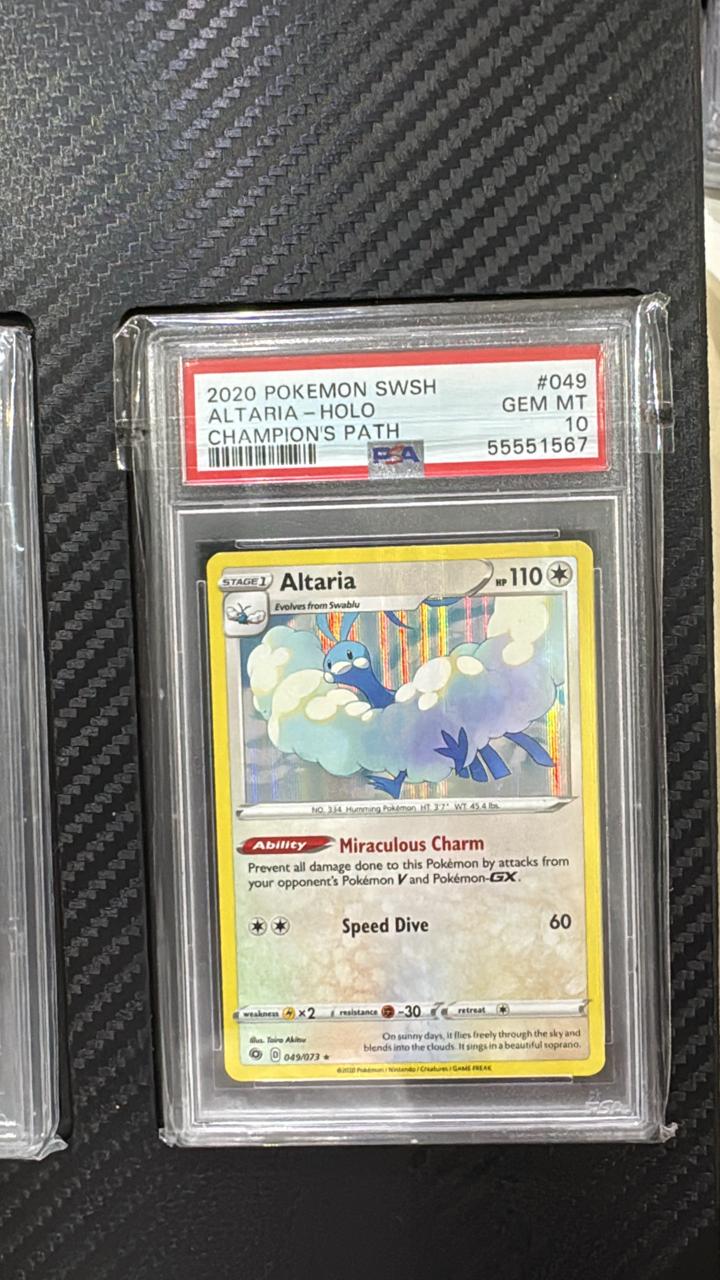 2020 POKEMON SWSH #049
ALTARIA – HOLO GEM MT
CHAMPION'S PATH 10
PSA 55551567
STAGE 1 Altaria HP 110
Evolves from Swablu
NO. 334 Humming Pokémon HT 3'7" WT 45.4 lbs.
Ability Miraculous Charm
Prevent all damage done to this Pokémon by attacks from
your opponent's Pokémon V and Pokémon-GX.
Speed Dive 60
weakness ×2 resistance -30 retreat
Illus. Taira Akitsu
On sunny days, it flies freely through the sky and
blends into the clouds. It sings in a beautiful soprano.
D 049/073 ★
©2020 Pokémon / Nintendo / Creatures / GAME FREAK